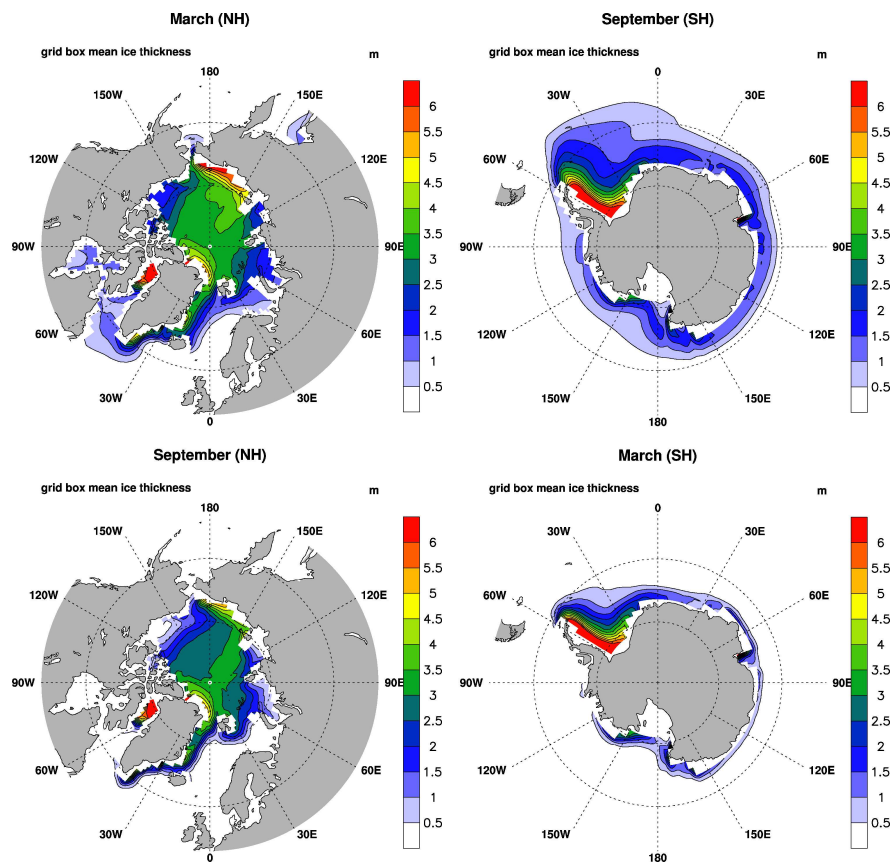 March (NH)
grid box mean ice thickness m
180
150W 150E
120W 120E
90W 90E
60W 60E
30W 30E
0
6
5.5
5
4.5
4
3.5
3
2.5
2
1.5
1
0.5
September (SH)
grid box mean ice thickness m
0
30W 30E
60W 60E
90W 90E
120W 120E
150W 150E
180
6
5.5
5
4.5
4
3.5
3
2.5
2
1.5
1
0.5
September (NH)
grid box mean ice thickness m
180
150W 150E
120W 120E
90W 90E
60W 60E
30W 30E
0
6
5.5
5
4.5
4
3.5
3
2.5
2
1.5
1
0.5
March (SH)
grid box mean ice thickness m
0
30W 30E
60W 60E
90W 90E
120W 120E
150W 150E
180
6
5.5
5
4.5
4
3.5
3
2.5
2
1.5
1
0.5